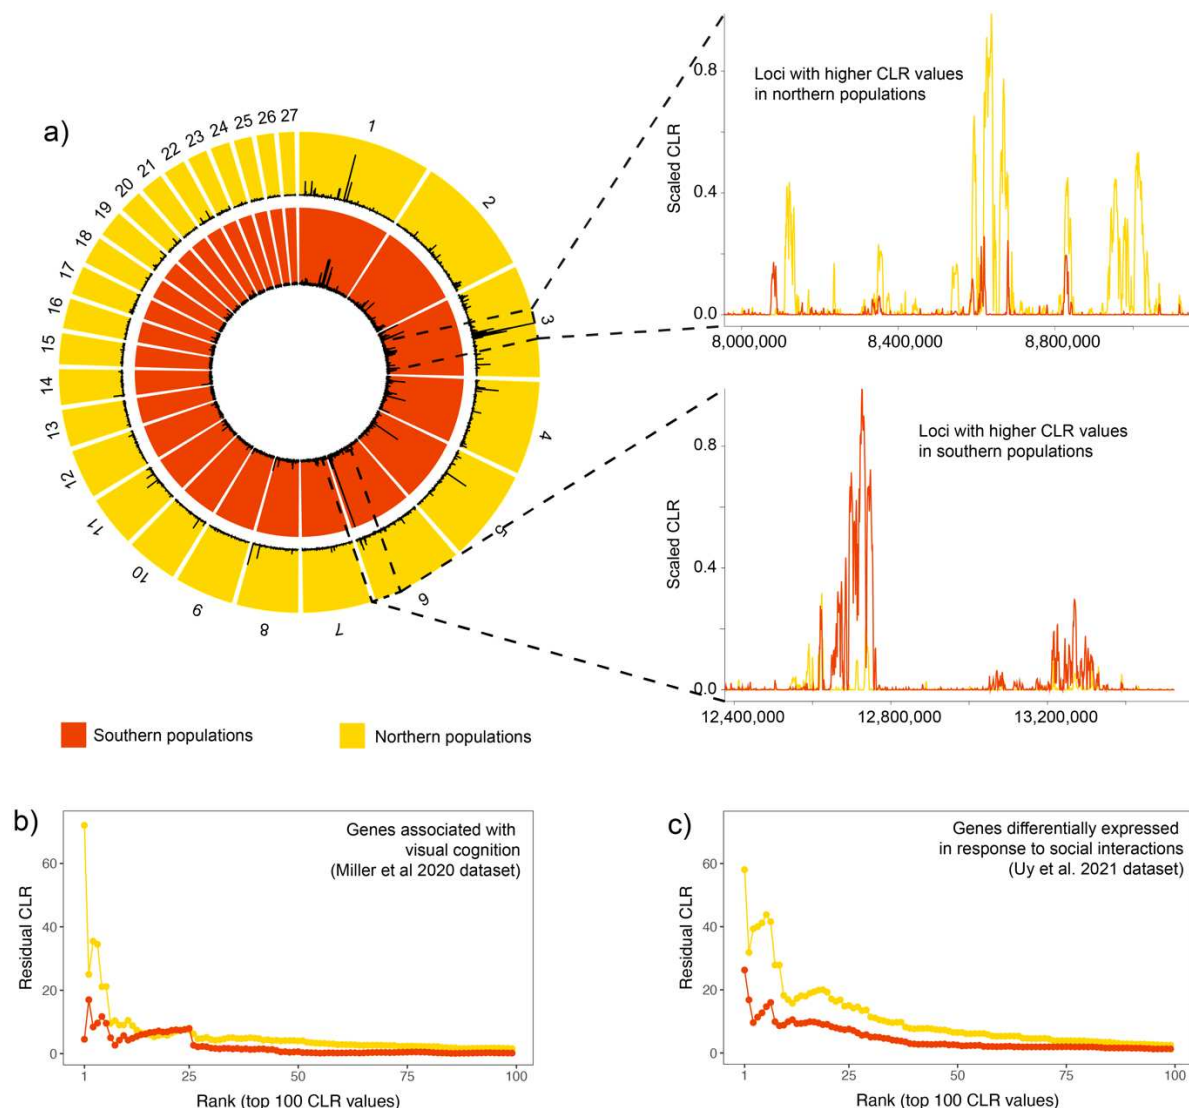 a)
1
2
3
4
5
6
7
8
9
10
11
12
13
14
15
16
17
18
19
20
21
22
23
24
25
26
27
Southern populations
Northern populations
Loci with higher CLR values
in northern populations
Scaled CLR
0.8
0.4
0.0
8,000,000 8,400,000 8,800,000
Loci with higher CLR values
in southern populations
Scaled CLR
0.8
0.4
0.0
12,400,000 12,800,000 13,200,000
b)
Genes associated with
visual cognition
(Miller et al 2020 dataset)
Residual CLR
60
40
20
0
1 25 50 75 100
Rank (top 100 CLR values)
c)
Genes differentially expressed
in response to social interactions
(Uy et al. 2021 dataset)
Residual CLR
60
40
20
0
1 25 50 75 100
Rank (top 100 CLR values)